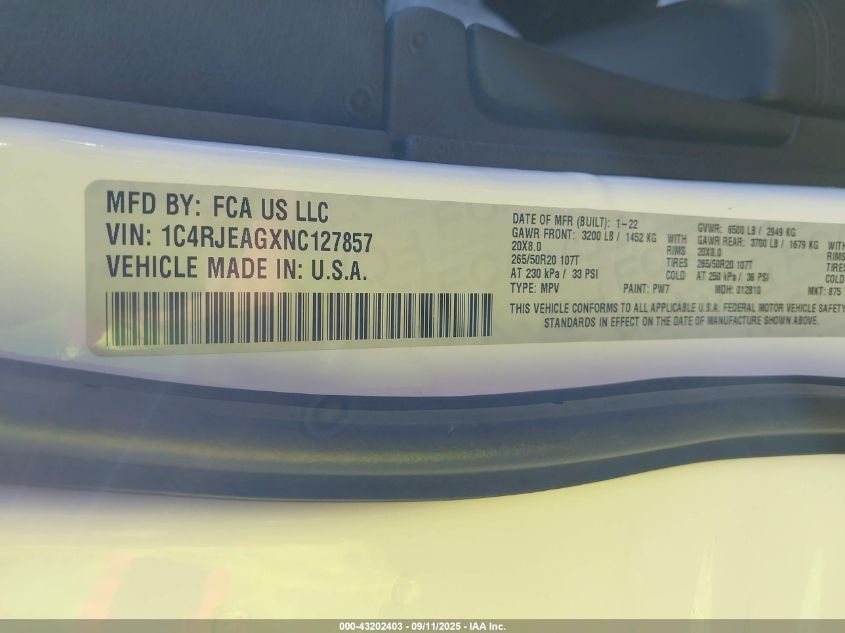 MFD BY: FCA US LLC
VIN: 1C4RJEAGXNC127857
VEHICLE MADE IN: U.S.A.
DATE OF MFR (BUILT): 1-22
GVWR: 6500 LB / 2949 KG
GAWR FRONT: 3200 LB / 1452 KG WITH GAWR REAR: 3700 LB / 1679 KG WITH
20X8.0 RIMS 20X8.0 RIMS
265/50R20 107T TIRES 265/50R20 107T TIRES
AT 230 kPa / 33 PSI COLD AT 250 kPa / 36 PSI COLD
TYPE: MPV PAINT: PW7 MDH: 012810 MKT: 875
THIS VEHICLE CONFORMS TO ALL APPLICABLE U.S.A. FEDERAL MOTOR VEHICLE SAFETY
STANDARDS IN EFFECT ON THE DATE OF MANUFACTURE SHOWN ABOVE.
000-43202403 - 09/11/2025 - IAA Inc.